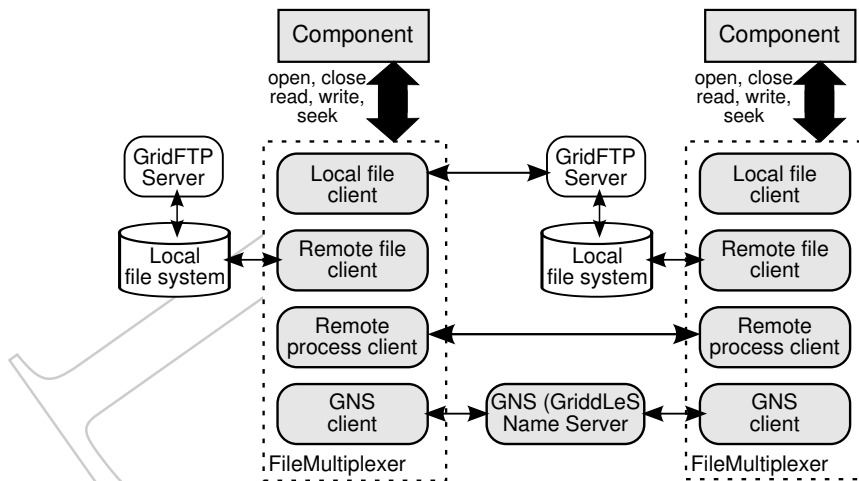 Component
open, close
read, write,
seek
GridFTP
Server
Local
file system
Local file
client
Remote file
client
Remote
process client
GNS
client
FileMultiplexer
GridFTP
Server
Local
file system
GNS (GriddLeS
Name Server
Component
open, close
read, write,
seek
Local file
client
Remote file
client
Remote
process client
GNS
client
FileMultiplexer